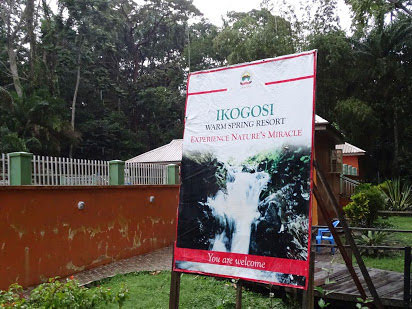 IKOGOSI
WARM SPRING RESORT
EXPERIENCE NATURE'S MIRACLE
You are welcome